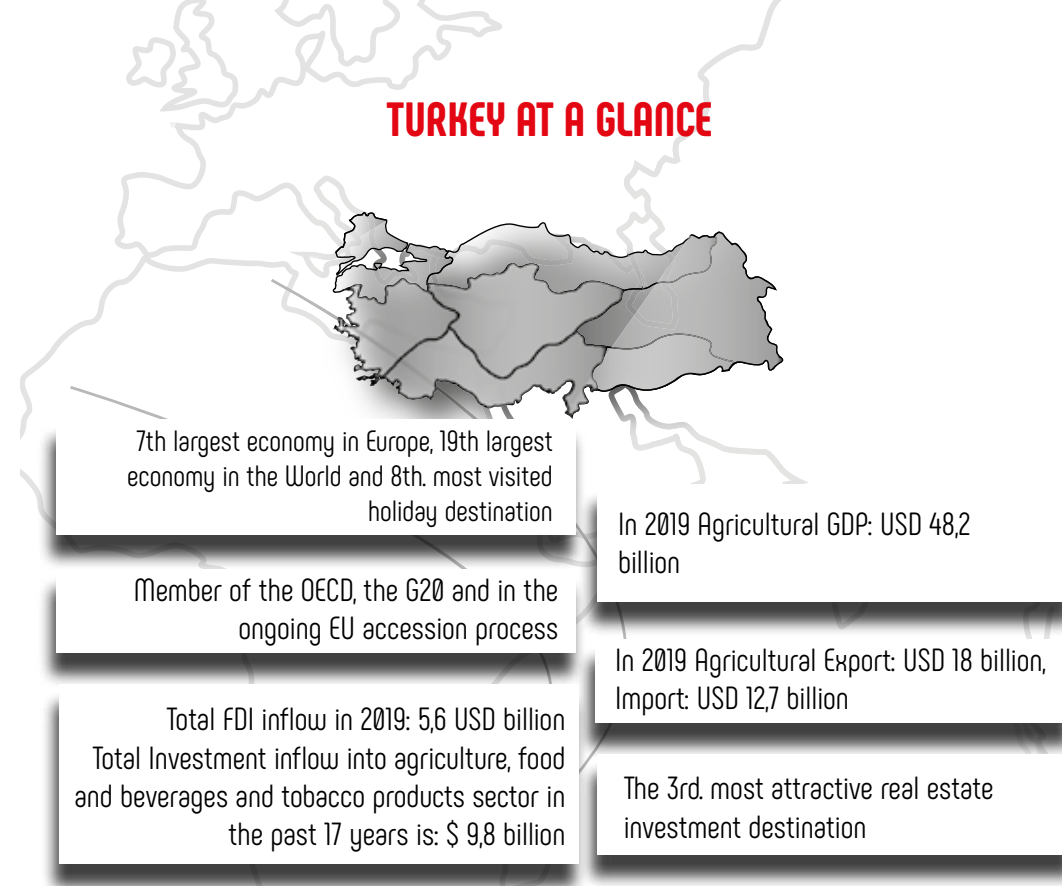 TURKEY AT A GLANCE
7th largest economy in Europe, 19th largest
economy in the World and 8th. most visited
holiday destination
Member of the OECD, the G20 and in the
ongoing EU accession process
Total FDI inflow in 2019: 5,6 USD billion
Total Investment inflow into agriculture, food
and beverages and tobacco products sector in
the past 17 years is: $ 9,8 billion
In 2019 Agricultural GDP: USD 48,2
billion
In 2019 Agricultural Export: USD 18 billion,
Import: USD 12,7 billion
The 3rd. most attractive real estate
investment destination